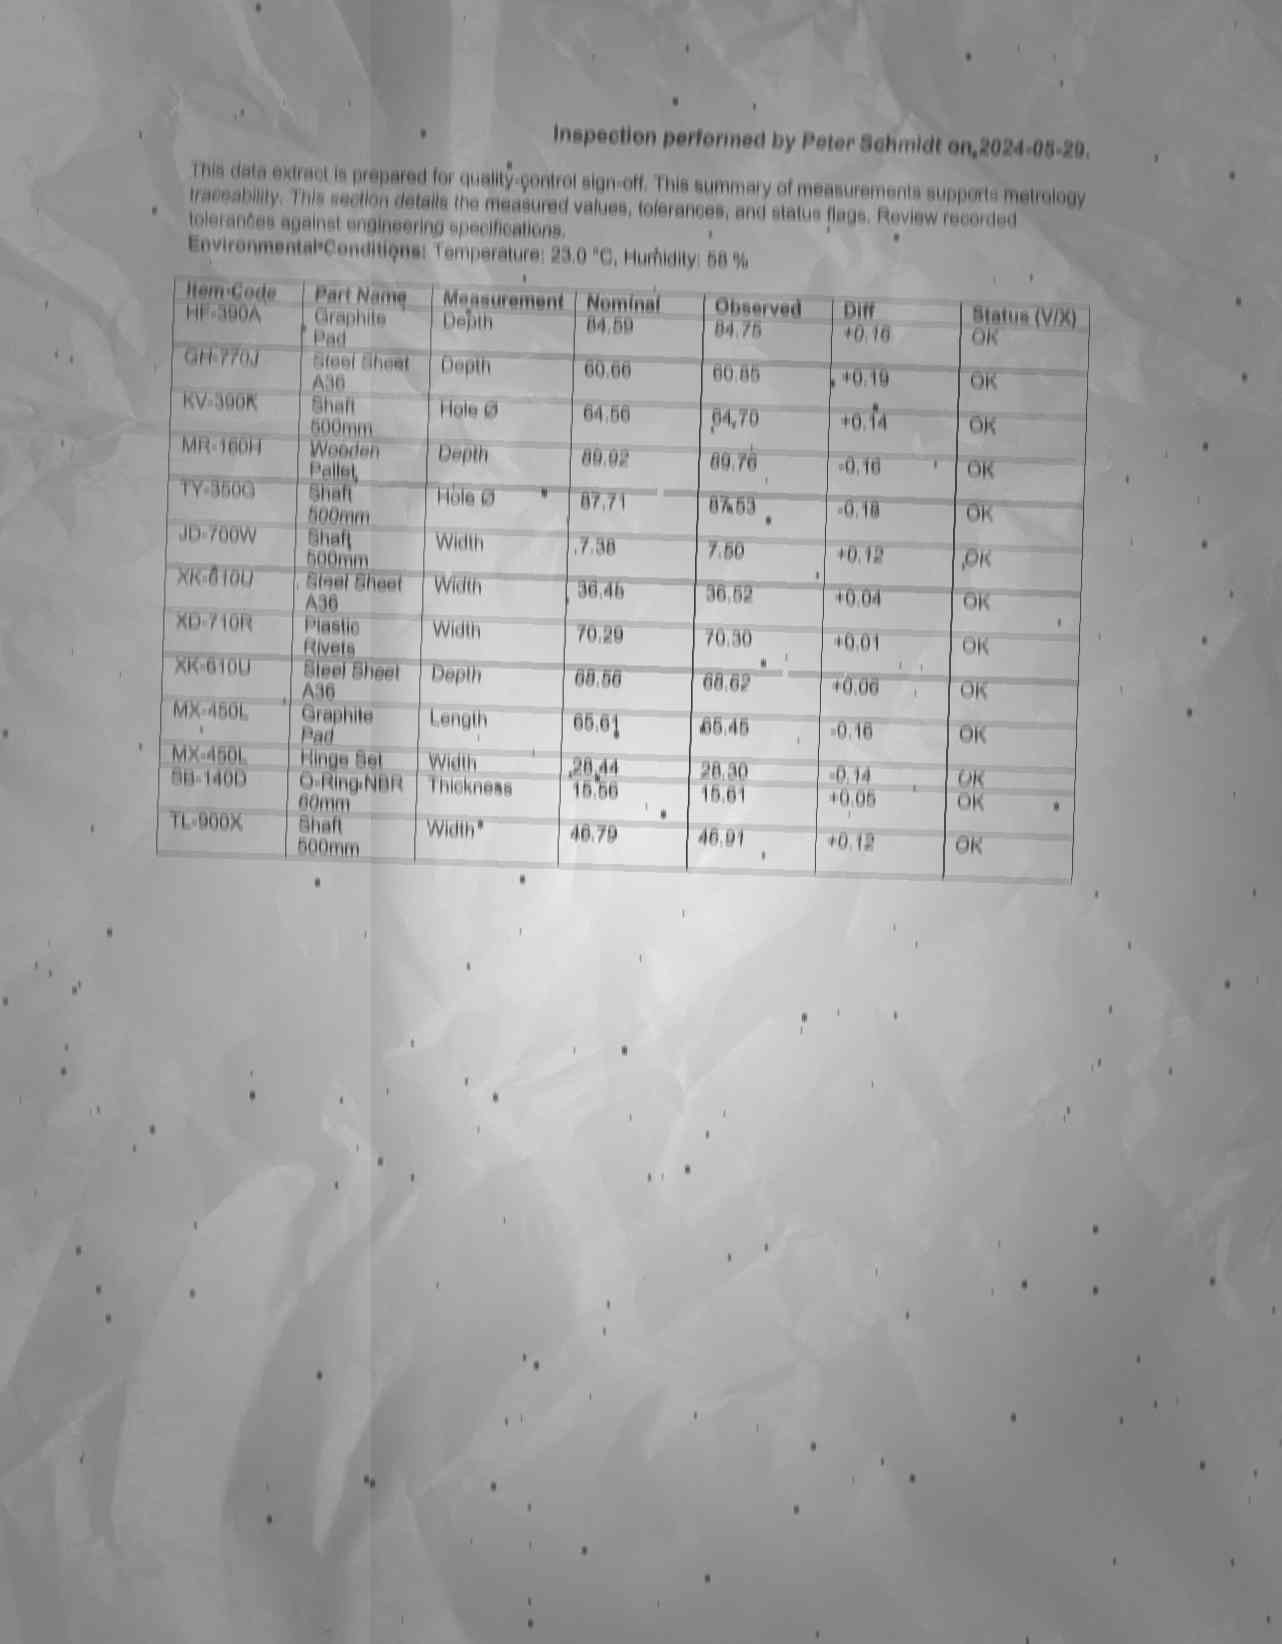 Inspection performed by Peter Schmidt on 2024-05-29.
This data extract is prepared for quality-control sign-off. This summary of measurements supports metrology
traceability. This section details the measured values, tolerances, and status flags. Review recorded
tolerances against engineering specifications.
Environmental Conditions: Temperature: 23.0 °C, Humidity: 58 %
Item Code Part Name Measurement Nominal Observed Diff Status (V/X)
HF-390A Graphite Pad Depth 84.59 84.75 +0.16 OK
GH-770J Steel Sheet A36 Depth 60.66 60.85 +0.19 OK
KV-390K Shaft 500mm Hole Ø 64.56 64.70 +0.14 OK
MR-160H Wooden Pallet Depth 89.92 89.76 -0.16 OK
TY-350G Shaft 500mm Hole Ø 87.71 87.53 -0.18 OK
JD-700W Shaft 500mm Width 7.38 7.50 +0.12 OK
XK-610U Steel Sheet A36 Width 36.48 36.52 +0.04 OK
XD-710R Plastic Rivets Width 70.29 70.30 +0.01 OK
XK-610U Steel Sheet A36 Depth 68.56 68.62 +0.06 OK
MX-450L Graphite Pad Length 65.61 65.45 -0.16 OK
MX-450L Hinge Set Width 28.44 28.30 -0.14 OK
SB-140D O-Ring NBR 60mm Thickness 15.56 15.61 +0.05 OK
TL-900X Shaft 500mm Width 46.79 46.91 +0.12 OK